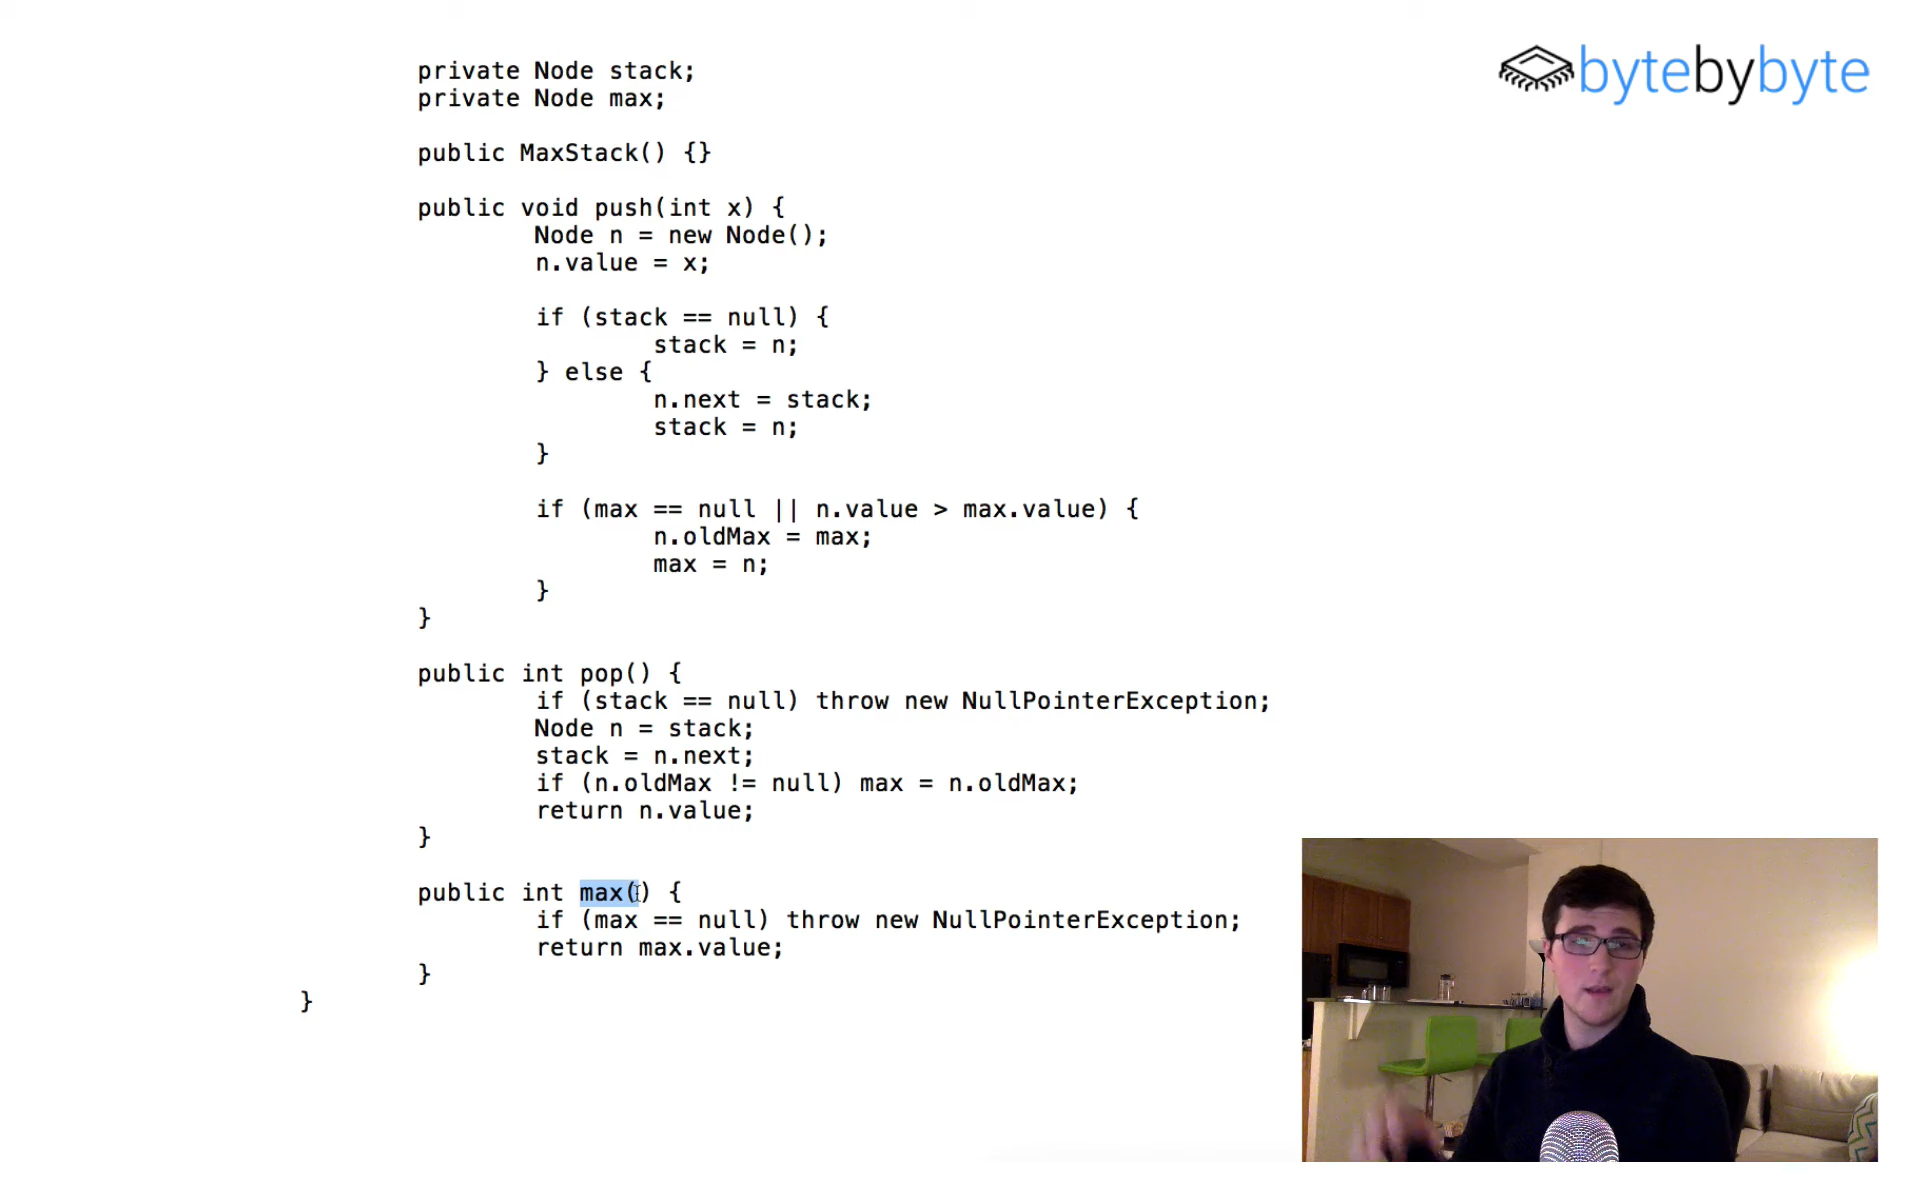 bytebybyte
private Node stack;
private Node max;
public MaxStack() {}
public void push(int x) {
Node n = new Node();
n.value = x;
if (stack == null) {
stack = n;
} else {
n.next = stack;
stack = n;
}
if (max == null || n.value > max.value) {
n.oldMax = max;
max = n;
}
}
public int pop() {
if (stack == null) throw new NullPointerException;
Node n = stack;
stack = n.next;
if (n.oldMax != null) max = n.oldMax;
return n.value;
}
public int max() {
if (max == null) throw new NullPointerException;
return max.value;
}
}